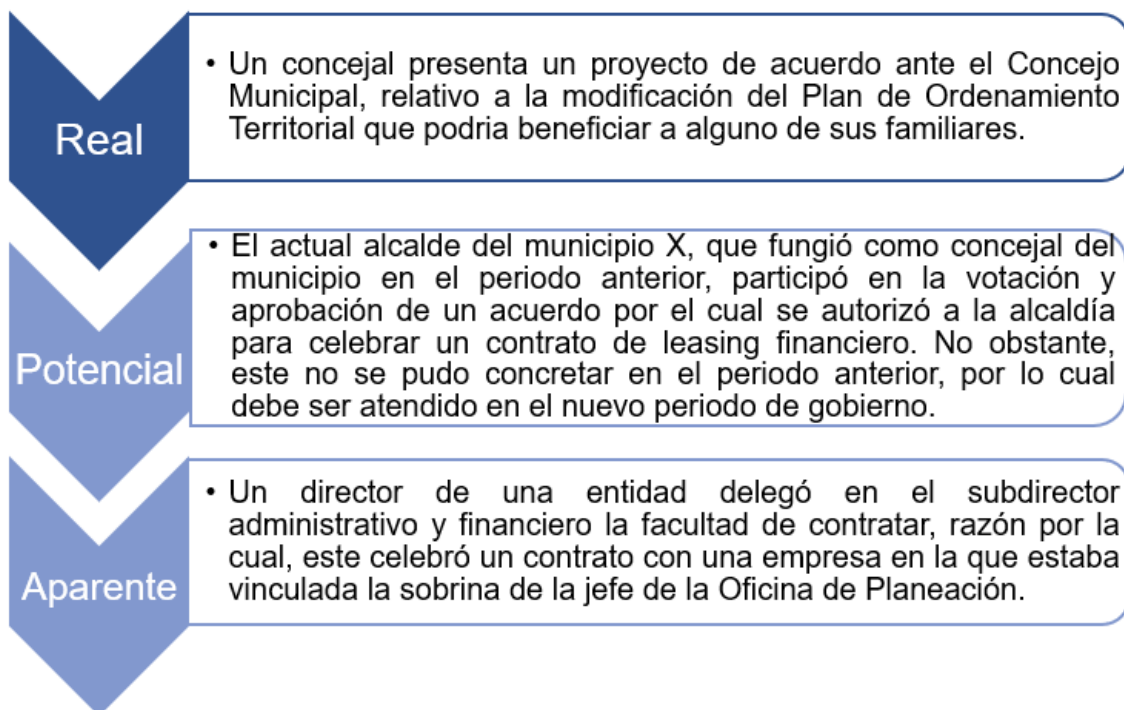 Real
• Un concejal presenta un proyecto de acuerdo ante el Concejo
Municipal, relativo a la modificación del Plan de Ordenamiento
Territorial que podria beneficiar a alguno de sus familiares.
Potencial
• El actual alcalde del municipio X, que fungió como concejal del
municipio en el periodo anterior, participó en la votación y
aprobación de un acuerdo por el cual se autorizó a la alcaldía
para celebrar un contrato de leasing financiero. No obstante,
este no se pudo concretar en el periodo anterior, por lo cual
debe ser atendido en el nuevo periodo de gobierno.
Aparente
• Un director de una entidad delegó en el subdirector
administrativo y financiero la facultad de contratar, razón por la
cual, este celebró un contrato con una empresa en la que estaba
vinculada la sobrina de la jefe de la Oficina de Planeación.